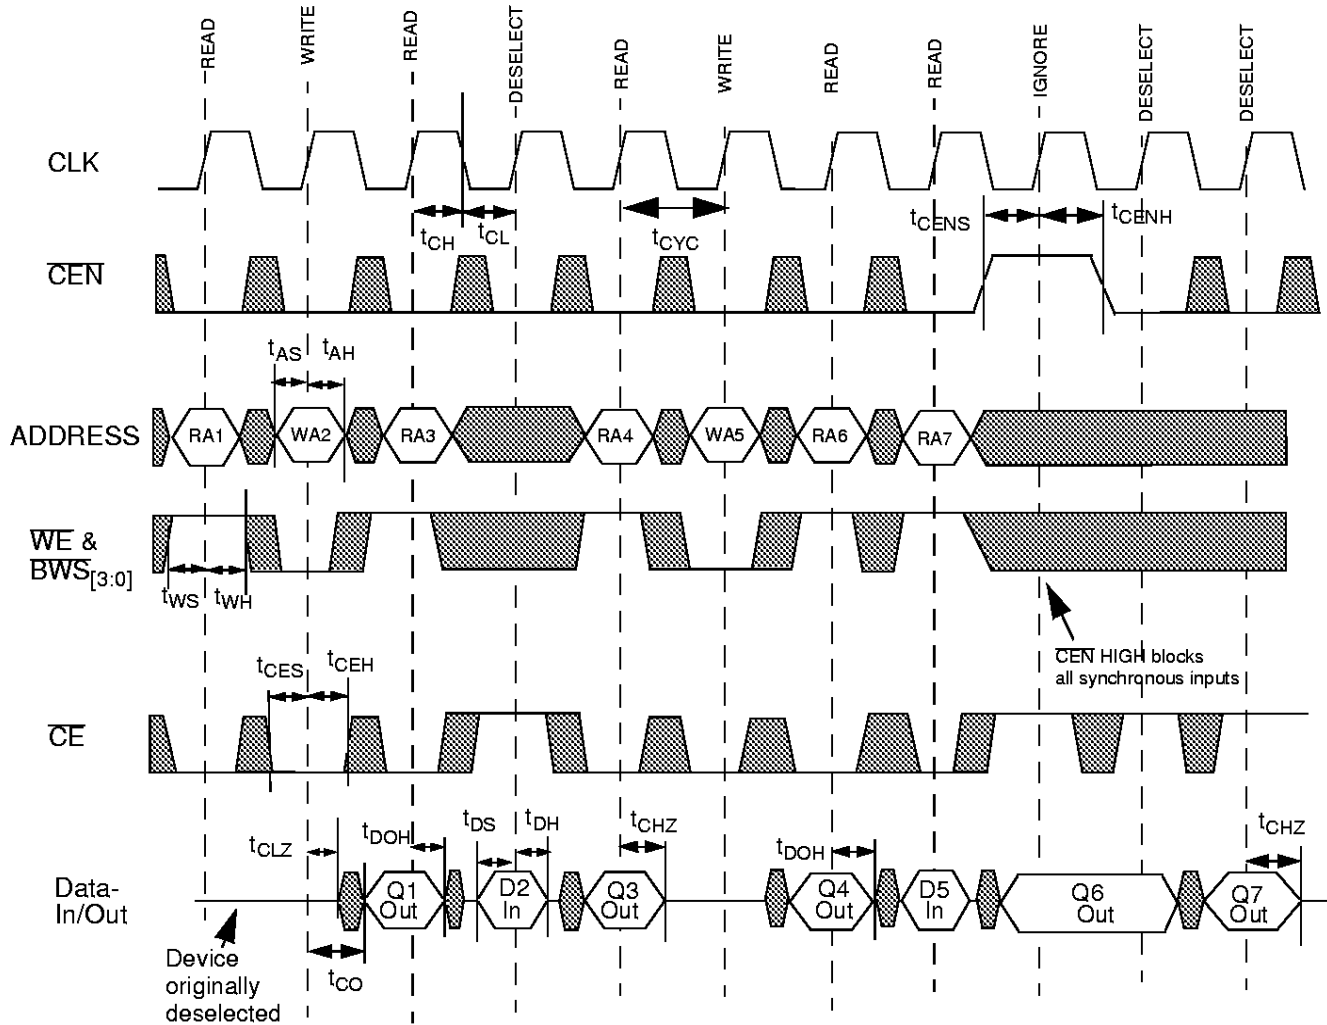 READ
WRITE
READ
DESELECT
READ
WRITE
READ
READ
IGNORE
DESELECT
DESELECT
CLK
tCH
tCL
tCYC
tCENS
tCENH
CEN
tAS
tAH
ADDRESS
RA1
WA2
RA3
RA4
WA5
RA6
RA7
WE &
BWS[3:0]
tWS
tWH
CEN HIGH blocks
all synchronous inputs
tCES
tCEH
CE
tCLZ
tDOH
tDS
tDH
tCHZ
tDOH
tCHZ
Data-
In/Out
Q1
Out
D2
In
Q3
Out
Q4
Out
D5
In
Q6
Out
Q7
Out
tCO
Device
originally
deselected